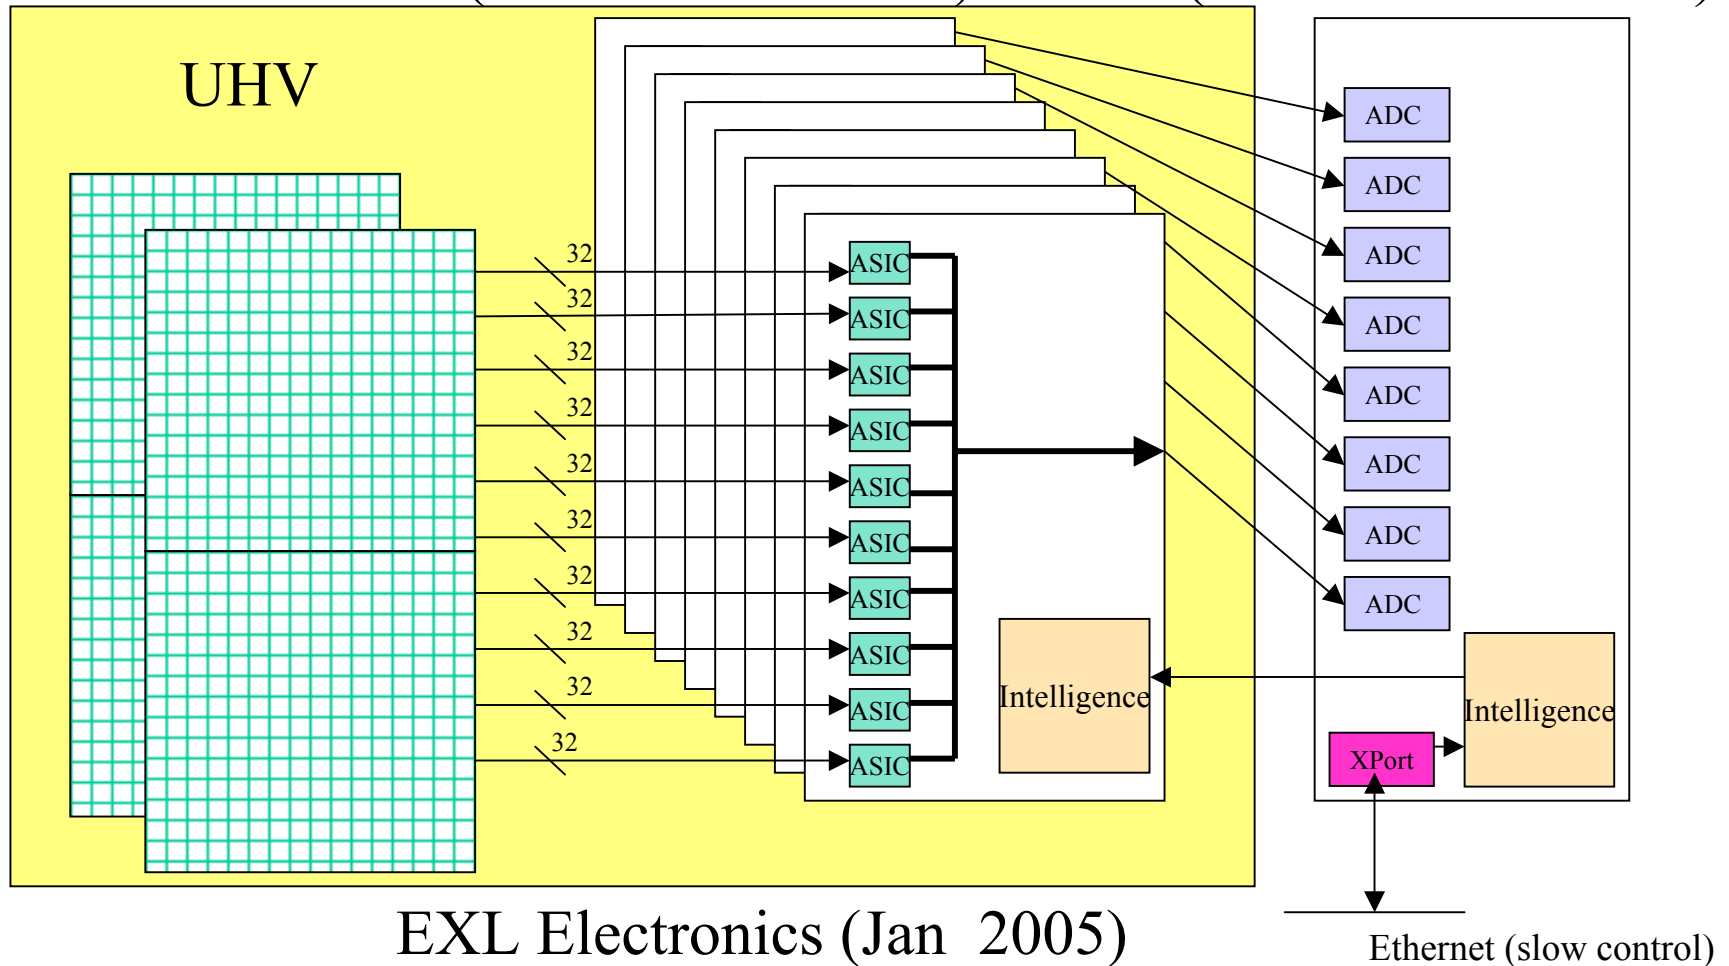 UHV
ADC
ADC
ADC
ADC
ADC
ADC
ADC
ADC
32
32
32
32
32
32
32
32
32
32
ASIC
ASIC
ASIC
ASIC
ASIC
ASIC
ASIC
ASIC
ASIC
ASIC
Intelligence
Intelligence
XPort
EXL Electronics (Jan 2005)
Ethernet (slow control)